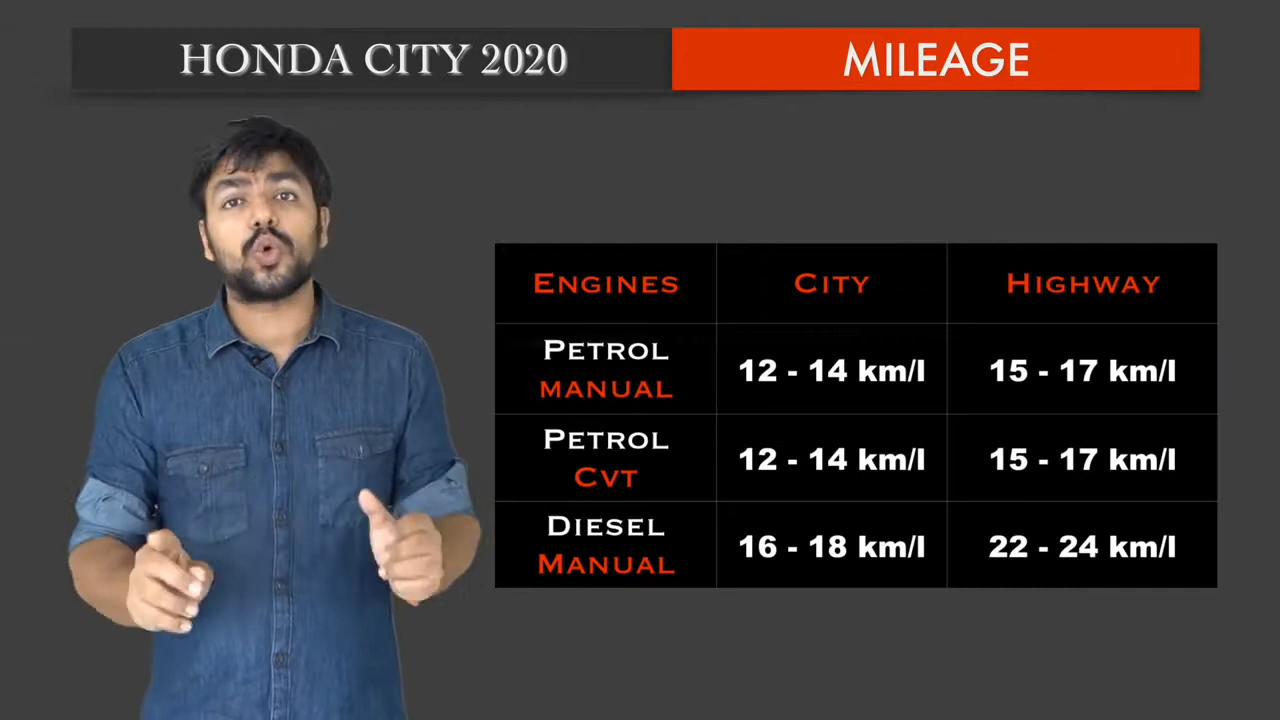 HONDA CITY 2020
MILEAGE
ENGINES CITY HIGHWAY
PETROL
MANUAL
12 - 14 km/l 15 - 17 km/l
PETROL
CVT
12 - 14 km/l 15 - 17 km/l
DIESEL
MANUAL
16 - 18 km/l 22 - 24 km/l